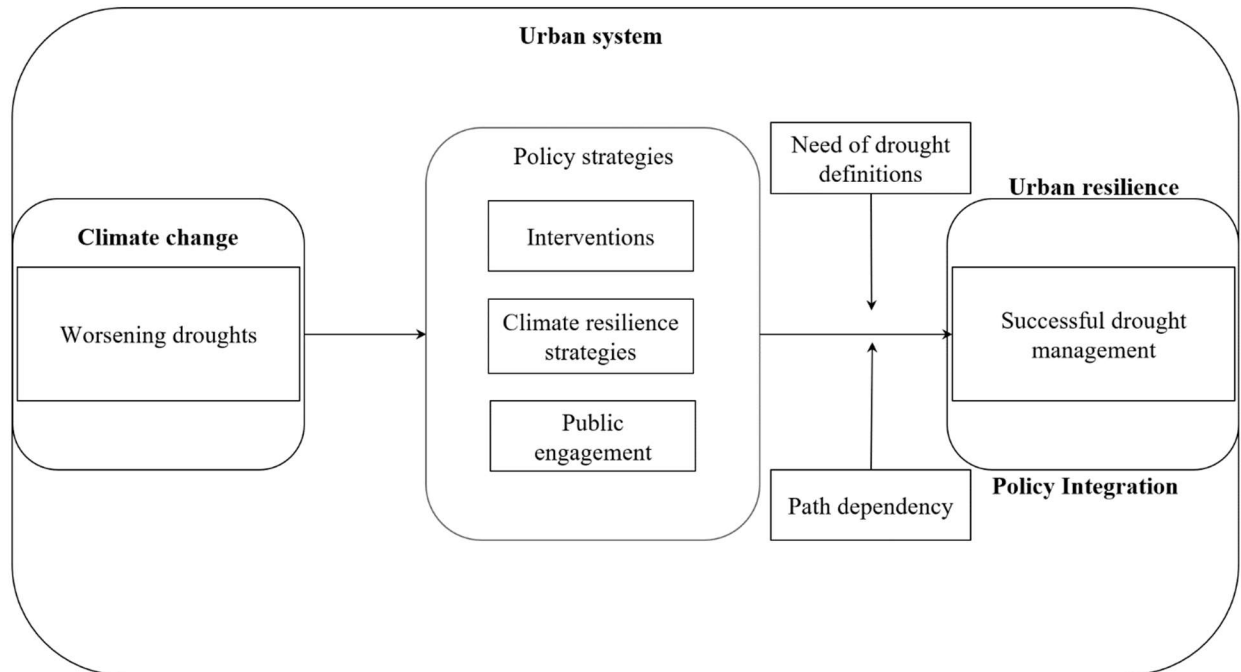 Urban system
Climate change
Worsening droughts
Policy strategies
Interventions
Climate resilience
strategies
Public
engagement
Need of drought
definitions
Path dependency
Urban resilience
Successful drought
management
Policy Integration